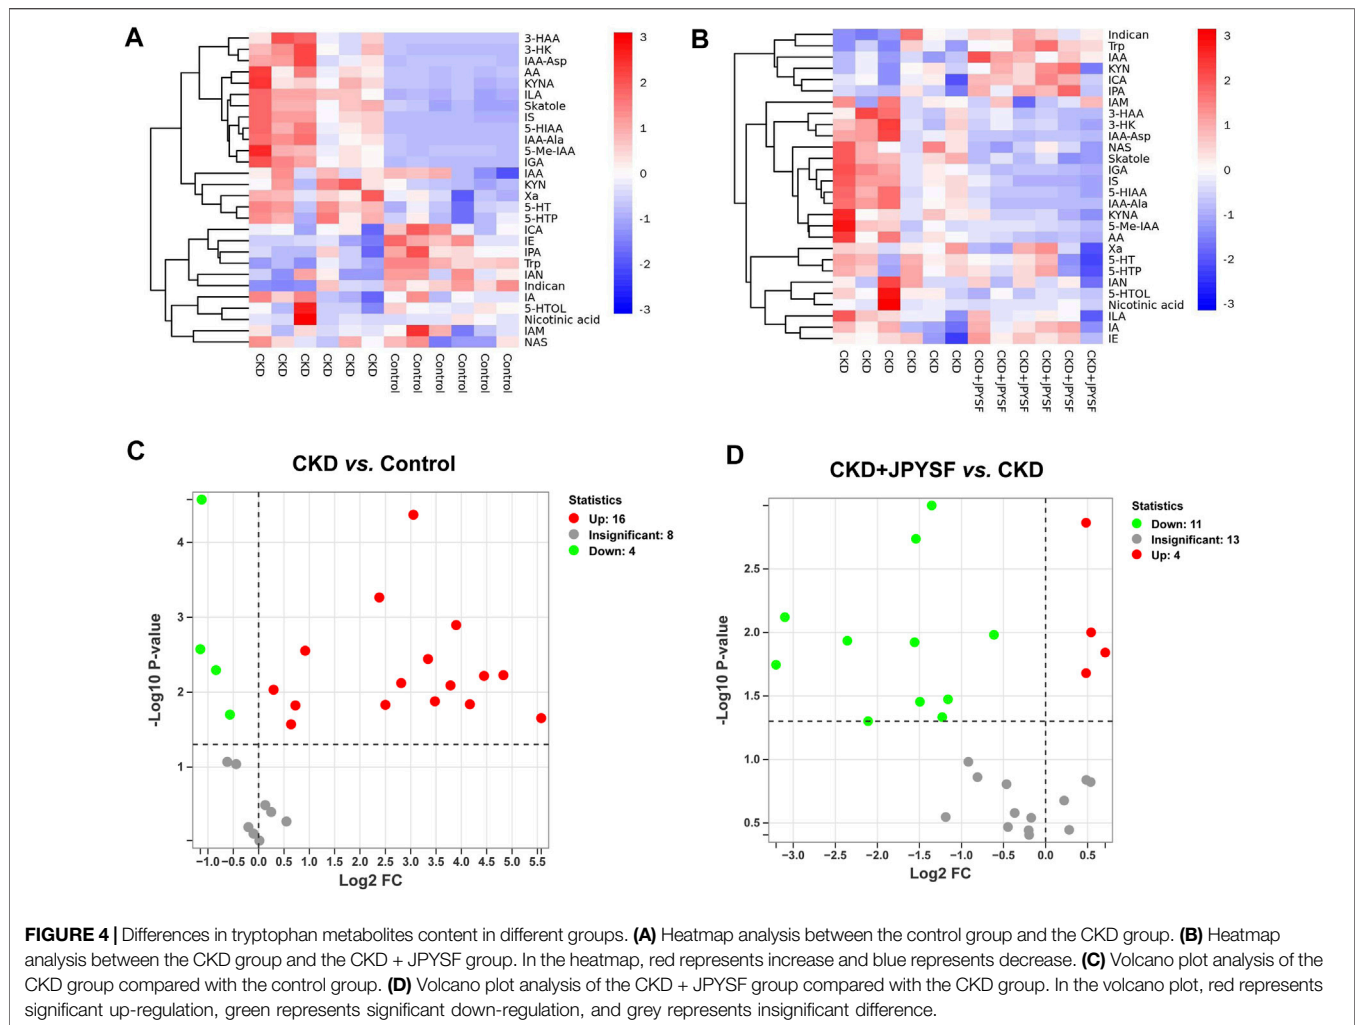 A
3-HAA
3-HK
IAA-Asp
AA
KYNA
ILA
Skatole
IS
5-HIAA
IAA-Ala
5-Me-IAA
IGA
IAA
KYN
Xa
5-HT
5-HTP
ICA
IE
IPA
Trp
IAN
Indican
IA
5-HTOL
Nicotinic acid
IAM
NAS
3
2
1
0
-1
-2
-3
CKD CKD CKD CKD CKD CKD Control Control Control Control Control Control
B
Indican
Trp
IAA
KYN
ICA
IPA
IAM
3-HAA
3-HK
IAA-Asp
NAS
Skatole
IGA
IS
5-HIAA
IAA-Ala
KYNA
5-Me-IAA
AA
Xa
5-HT
5-HTP
IAN
5-HTOL
Nicotinic acid
ILA
IA
IE
3
2
1
0
-1
-2
-3
CKD CKD CKD CKD CKD CKD CKD+JPYSF CKD+JPYSF CKD+JPYSF CKD+JPYSF CKD+JPYSF CKD+JPYSF
C
CKD vs. Control
-Log10 P-value
4
3
2
1
−1.0 −0.5 0.0 0.5 1.0 1.5 2.0 2.5 3.0 3.5 4.0 4.5 5.0 5.5
Log2 FC
Statistics
Up: 16
Insignificant: 8
Down: 4
D
CKD+JPYSF vs. CKD
-Log10 P-value
2.5
2.0
1.5
1.0
0.5
−3.0 −2.5 −2.0 −1.5 −1.0 −0.5 0.0 0.5
Log2 FC
Statistics
Down: 11
Insignificant: 13
Up: 4
FIGURE 4 | Differences in tryptophan metabolites content in different groups. (A) Heatmap analysis between the control group and the CKD group. (B) Heatmap
analysis between the CKD group and the CKD + JPYSF group. In the heatmap, red represents increase and blue represents decrease. (C) Volcano plot analysis of the
CKD group compared with the control group. (D) Volcano plot analysis of the CKD + JPYSF group compared with the CKD group. In the volcano plot, red represents
significant up-regulation, green represents significant down-regulation, and grey represents insignificant difference.